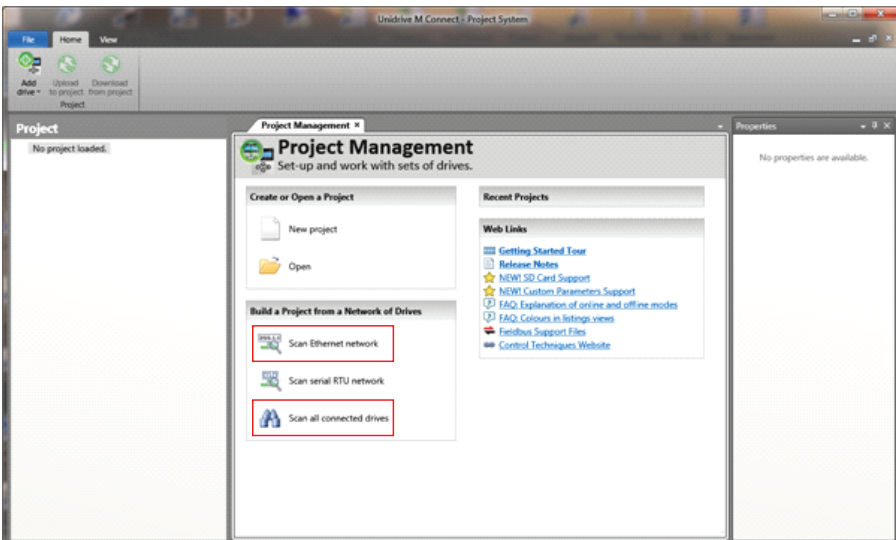 Unidrive M Connect - Project System
File
Home
View
Add drive
Upload to project
Download from project
Project
Project
No project loaded.
Project Management ×
Project Management
Set-up and work with sets of drives.
Create or Open a Project
New project
Open
Build a Project from a Network of Drives
Scan Ethernet network
Scan serial RTU network
Scan all connected drives
Recent Projects
Web Links
Getting Started Tour
Release Notes
NEW! SD Card Support
NEW! Custom Parameters Support
FAQ: Explanation of online and offline modes
FAQ: Colours in listings views
Fieldbus Support Files
Control Techniques Website
Properties
No properties are available.